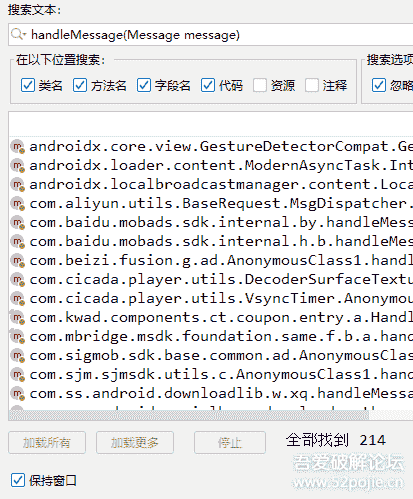 搜索文本：
handleMessage(Message message)
在以下位置搜索：
搜索选项
类名 方法名 字段名 代码 资源 注释 忽略
androidx.core.view.GestureDetectorCompat.Ge
androidx.loader.content.ModernAsyncTask.Int
androidx.localbroadcastmanager.content.Loca
com.aliyun.utils.BaseRequest.MsgDispatcher.
com.baidu.mobads.sdk.internal.by.handleMess
com.baidu.mobads.sdk.internal.h.b.handleMes
com.beizi.fusion.g.ad.AnonymousClass1.handl
com.cicada.player.utils.DecoderSurfaceTextu
com.cicada.player.utils.VsyncTimer.Anonymou
com.kwad.components.ct.coupon.entry.a.Handl
com.mbridge.msdk.foundation.same.f.b.a.hand
com.sigmob.sdk.base.common.ad.AnonymousClas
com.sjm.sjmsdk.utils.c.AnonymousClass1.hand
com.ss.android.downloadlib.w.xq.handleMessa
加载所有 加载更多 停止 全部找到 214
保持窗口
吾爱破解论坛
www.52pojie.cn